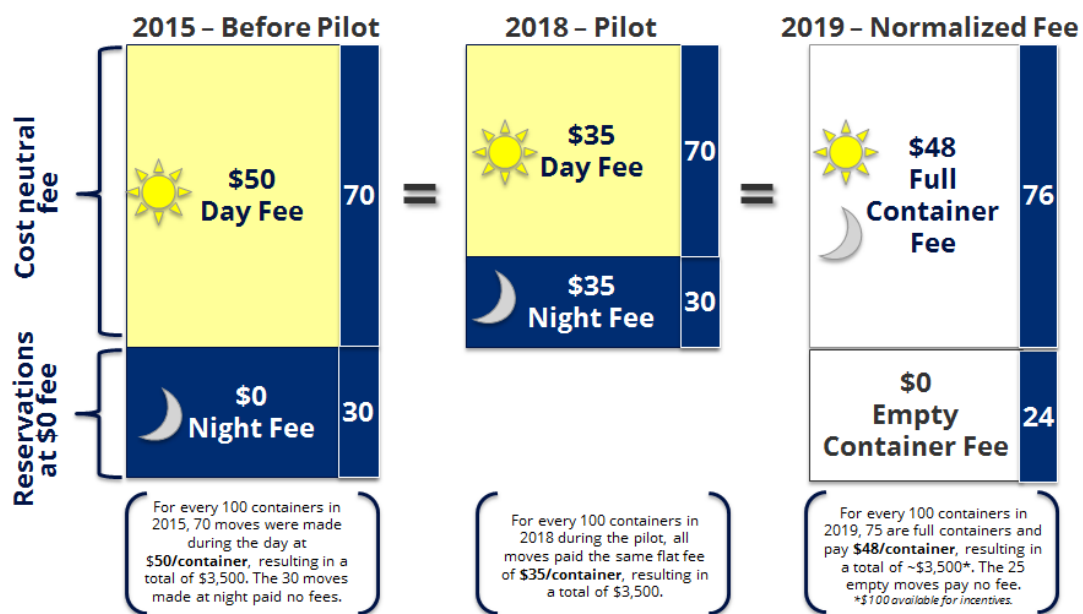 2015 – Before Pilot
2018 – Pilot
2019 – Normalized Fee
Cost neutral
fee
Reservations
at $0 fee
$50
Day Fee
70
$0
Night Fee
30
=
$35
Day Fee
70
$35
Night Fee
30
=
$48
Full
Container
Fee
76
$0
Empty
Container Fee
24
For every 100 containers in
2015, 70 moves were made
during the day at
$50/container, resulting in a
total of $3,500. The 30 moves
made at night paid no fees.
For every 100 containers in
2018 during the pilot, all
moves paid the same flat fee
of $35/container, resulting in
a total of $3,500.
For every 100 containers in
2019, 75 are full containers and
pay $48/container, resulting in
a total of ~$3,500*. The 25
empty moves pay no fee.
*$100 available for incentives.